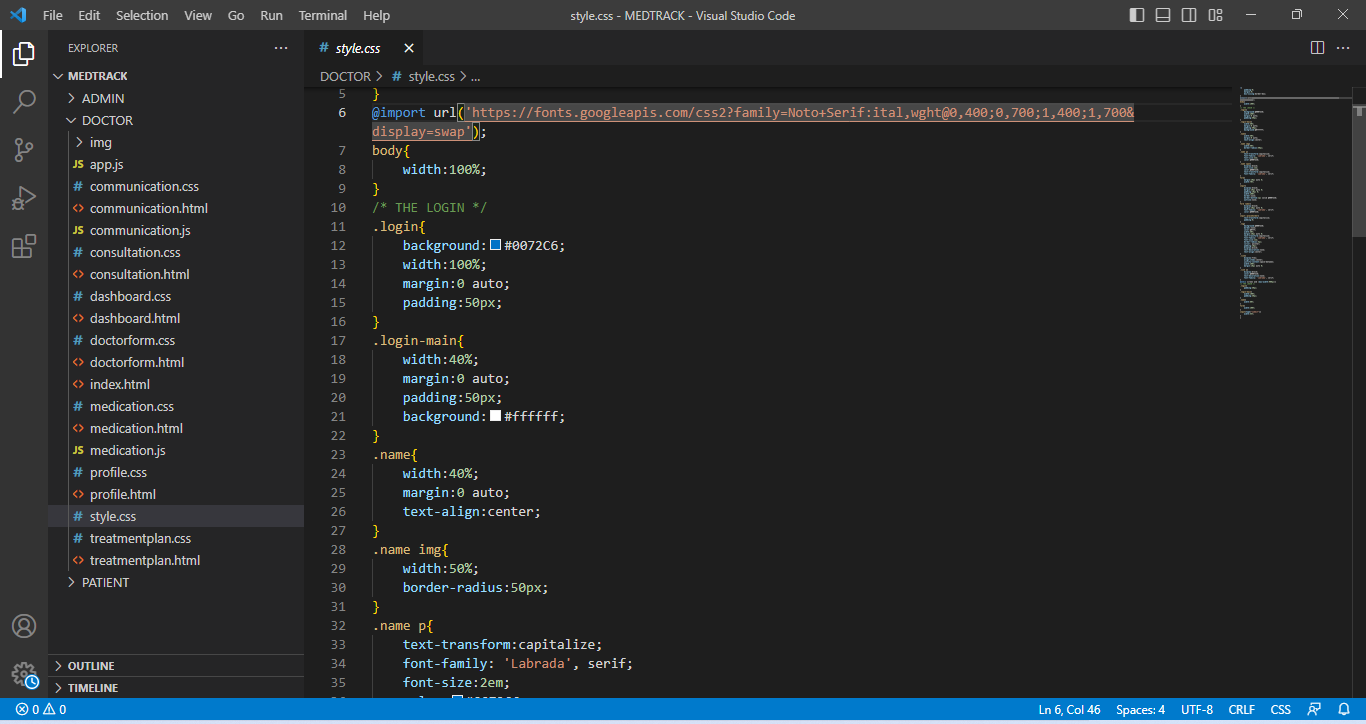 File Edit Selection View Go Run Terminal Help
style.css - MEDTRACK - Visual Studio Code
EXPLORER
MEDTRACK
ADMIN
DOCTOR
img
JS app.js
# communication.css
<> communication.html
JS communication.js
# consultation.css
<> consultation.html
# dashboard.css
<> dashboard.html
# doctorform.css
<> doctorform.html
<> index.html
# medication.css
<> medication.html
JS medication.js
# profile.css
<> profile.html
# style.css
# treatmentplan.css
<> treatmentplan.html
PATIENT
OUTLINE
TIMELINE
# style.css
DOCTOR > # style.css > ...
5 }
6 @import url('https://fonts.googleapis.com/css2?family=Noto+Serif:ital,wght@0,400;0,700;1,400;1,700&
display=swap');
7 body{
8 width:100%;
9 }
10 /* THE LOGIN */
11 .login{
12 background:#0072C6;
13 width:100%;
14 margin:0 auto;
15 padding:50px;
16 }
17 .login-main{
18 width:40%;
19 margin:0 auto;
20 padding:50px;
21 background:#ffffff;
22 }
23 .name{
24 width:40%;
25 margin:0 auto;
26 text-align:center;
27 }
28 .name img{
29 width:50%;
30 border-radius:50px;
31 }
32 .name p{
33 text-transform:capitalize;
34 font-family: 'Labrada', serif;
35 font-size:2em;
0 0
Ln 6, Col 46 Spaces: 4 UTF-8 CRLF CSS